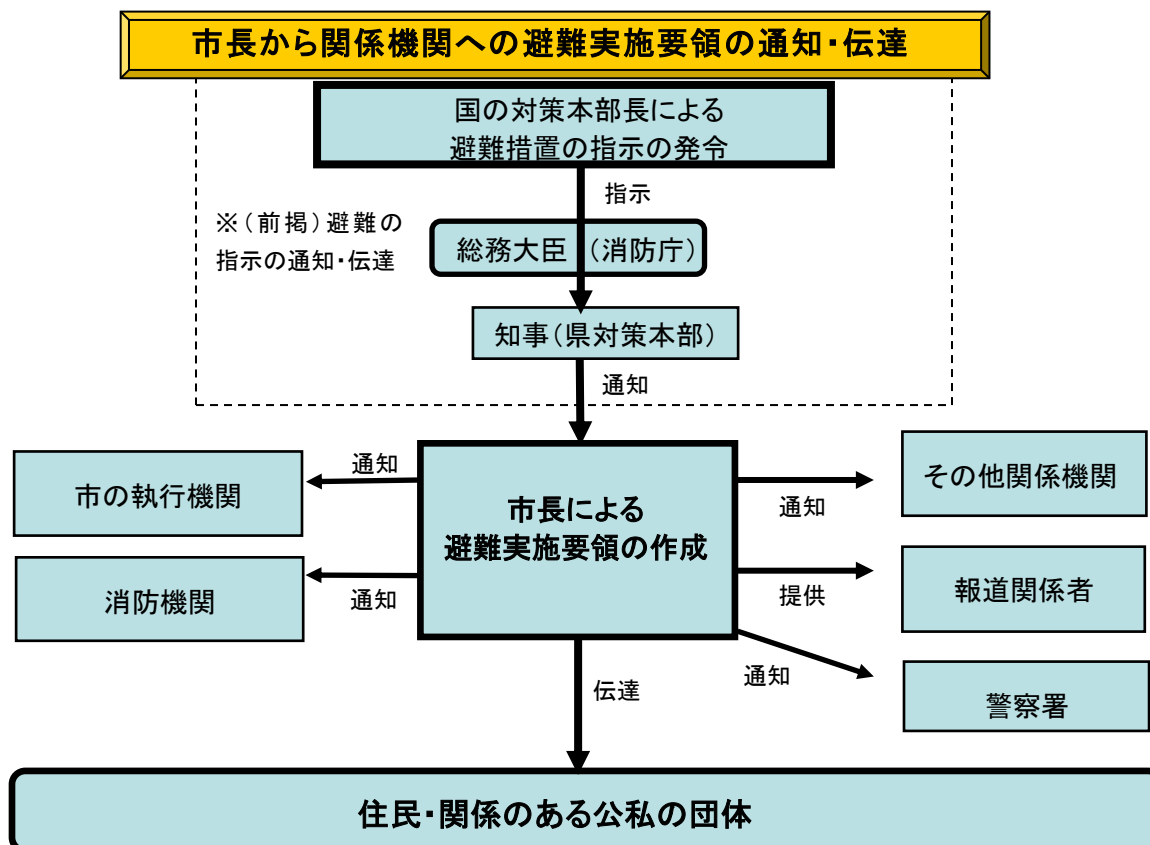 市長から関係機関への避難実施要領の通知・伝達
国の対策本部長による
避難措置の指示の発令
指示
※（前掲）避難の
指示の通知・伝達
総務大臣（消防庁）
知事（県対策本部）
通知
市の執行機関
通知
市長による
避難実施要領の作成
通知
その他関係機関
消防機関
通知
提供
報道関係者
通知
警察署
伝達
住民・関係のある公私の団体